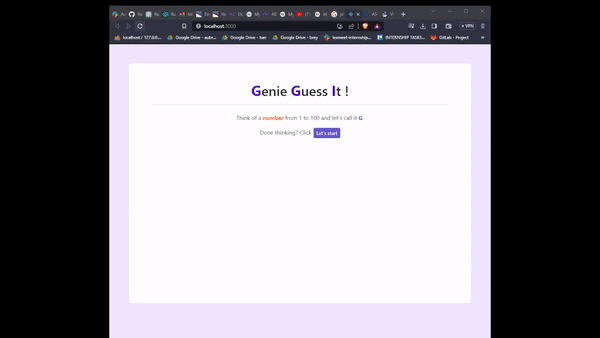 localhost:3000
VPN
localhost / 127.0.0...
Google Drive - aubr...
Google Drive - han
Google Drive - brey
INTERNSHIP TASKS...
GitLab - Project
»
Genie Guess It !
Think of a number from 1 to 100 and let's call it G.
Done thinking? Click Let's start